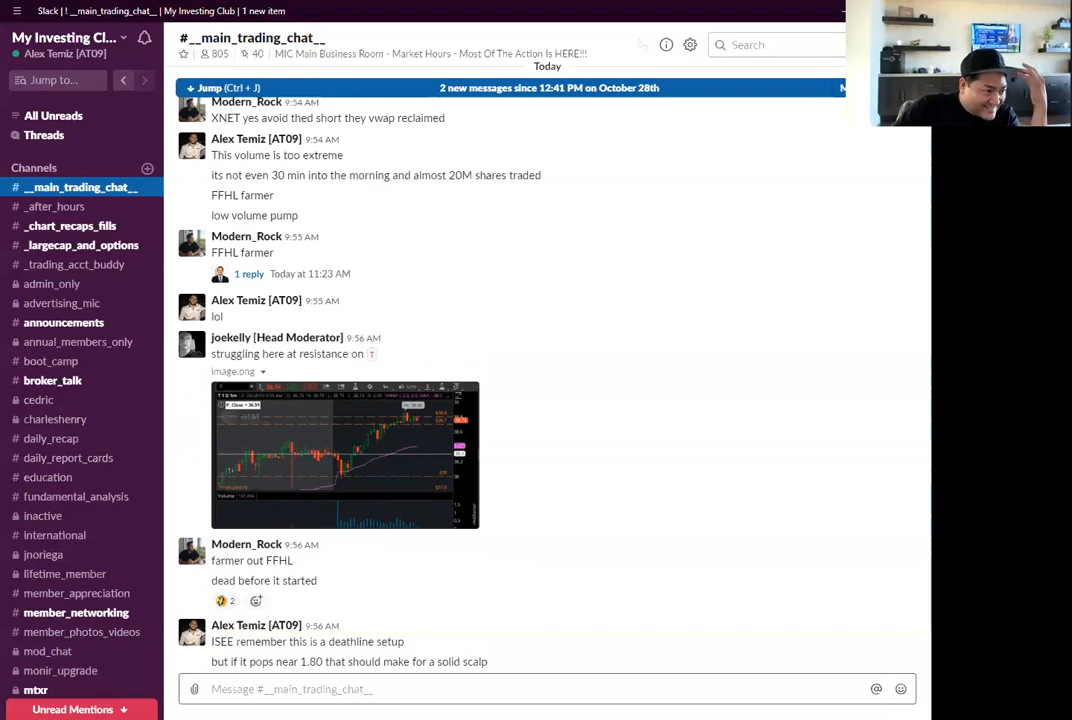 Slack | ! __main_trading_chat__ | My Investing Club | 1 new item
My Investing Cl...
Alex Temiz [AT09]
Jump to...
All Unreads
Threads
Channels
# __main_trading_chat__
# _after_hours
# _chart_recaps_fills
# _largecap_and_options
# _trading_acct_buddy
admin_only
advertising_mic
# announcements
annual_members_only
# boot_camp
# broker_talk
cedric
charleshenry
# daily_recap
# daily_report_cards
# education
# fundamental_analysis
inactive
# international
jnoriega
lifetime_member
# member_appreciation
# member_networking
# member_photos_videos
mod_chat
monir_upgrade
# mtxr
Unread Mentions
#__main_trading_chat__
805 | 40 | MIC Main Business Room - Market Hours - Most Of The Action Is HERE!!!
Search
Today
Jump (Ctrl + J)
2 new messages since 12:41 PM on October 28th
M
Modern_Rock 9:54 AM
XNET yes avoid thed short they vwap reclaimed
Alex Temiz [AT09] 9:54 AM
This volume is too extreme
its not even 30 min into the morning and almost 20M shares traded
FFHL farmer
low volume pump
Modern_Rock 9:55 AM
FFHL farmer
1 reply Today at 11:23 AM
Alex Temiz [AT09] 9:55 AM
lol
joekelly [Head Moderator] 9:56 AM
struggling here at resistance on T
image.png
Volume
Modern_Rock 9:56 AM
farmer out FFHL
dead before it started
2
Alex Temiz [AT09] 9:56 AM
ISEE remember this is a deathline setup
but if it pops near 1.80 that should make for a solid scalp
Message #__main_trading_chat__